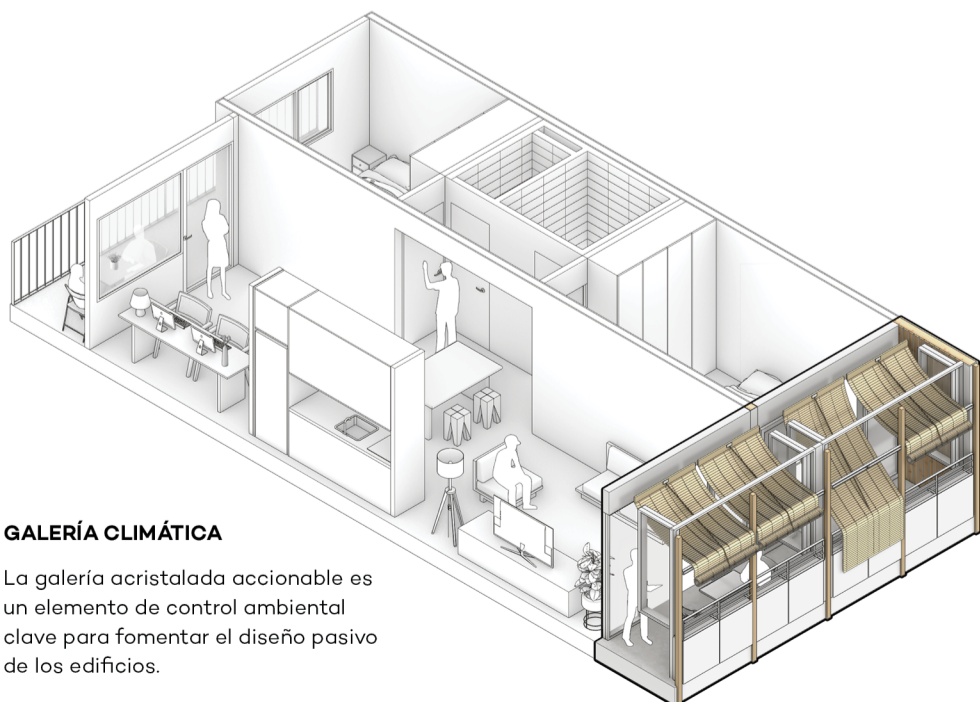 GALERÍA CLIMÁTICA
La galería acristalada accionable es
un elemento de control ambiental
clave para fomentar el diseño pasivo
de los edificios.